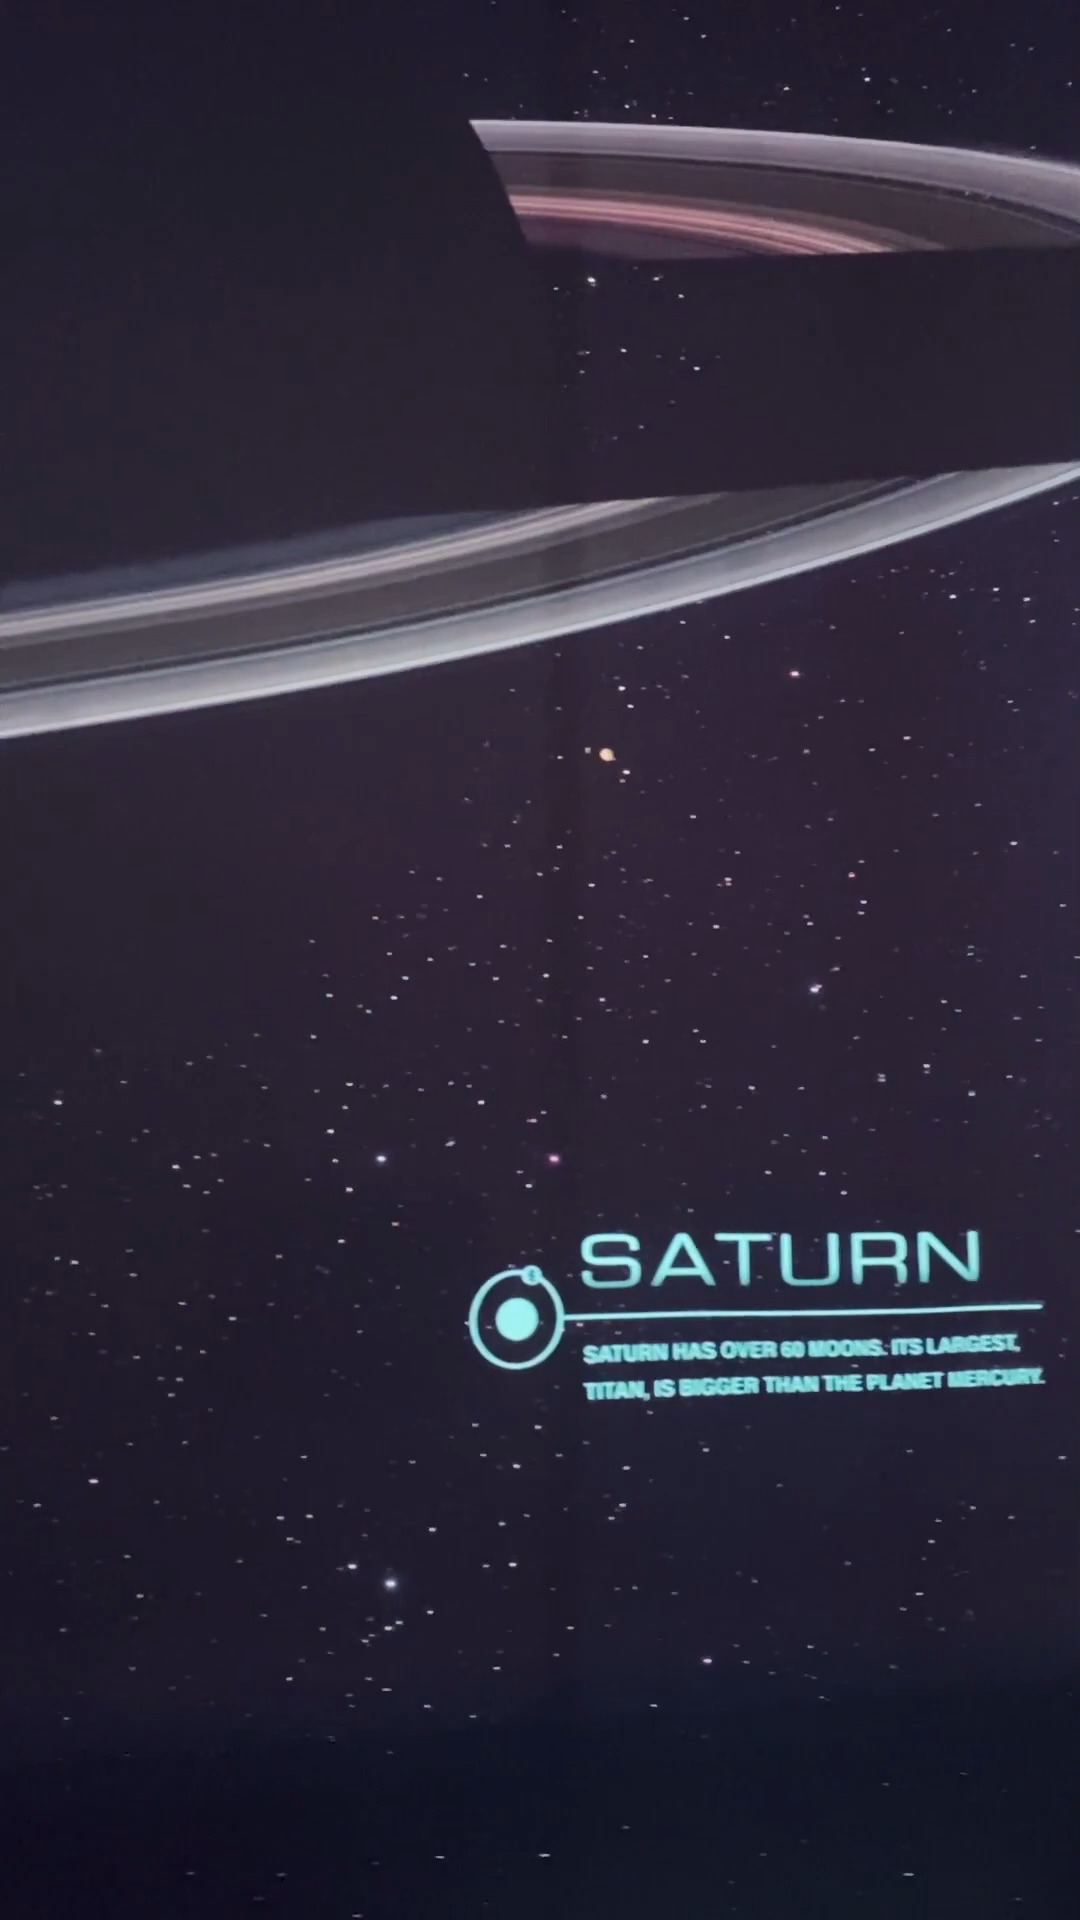 SATURN
SATURN HAS OVER 60 MOONS. ITS LARGEST,
TITAN, IS BIGGER THAN THE PLANET MERCURY.